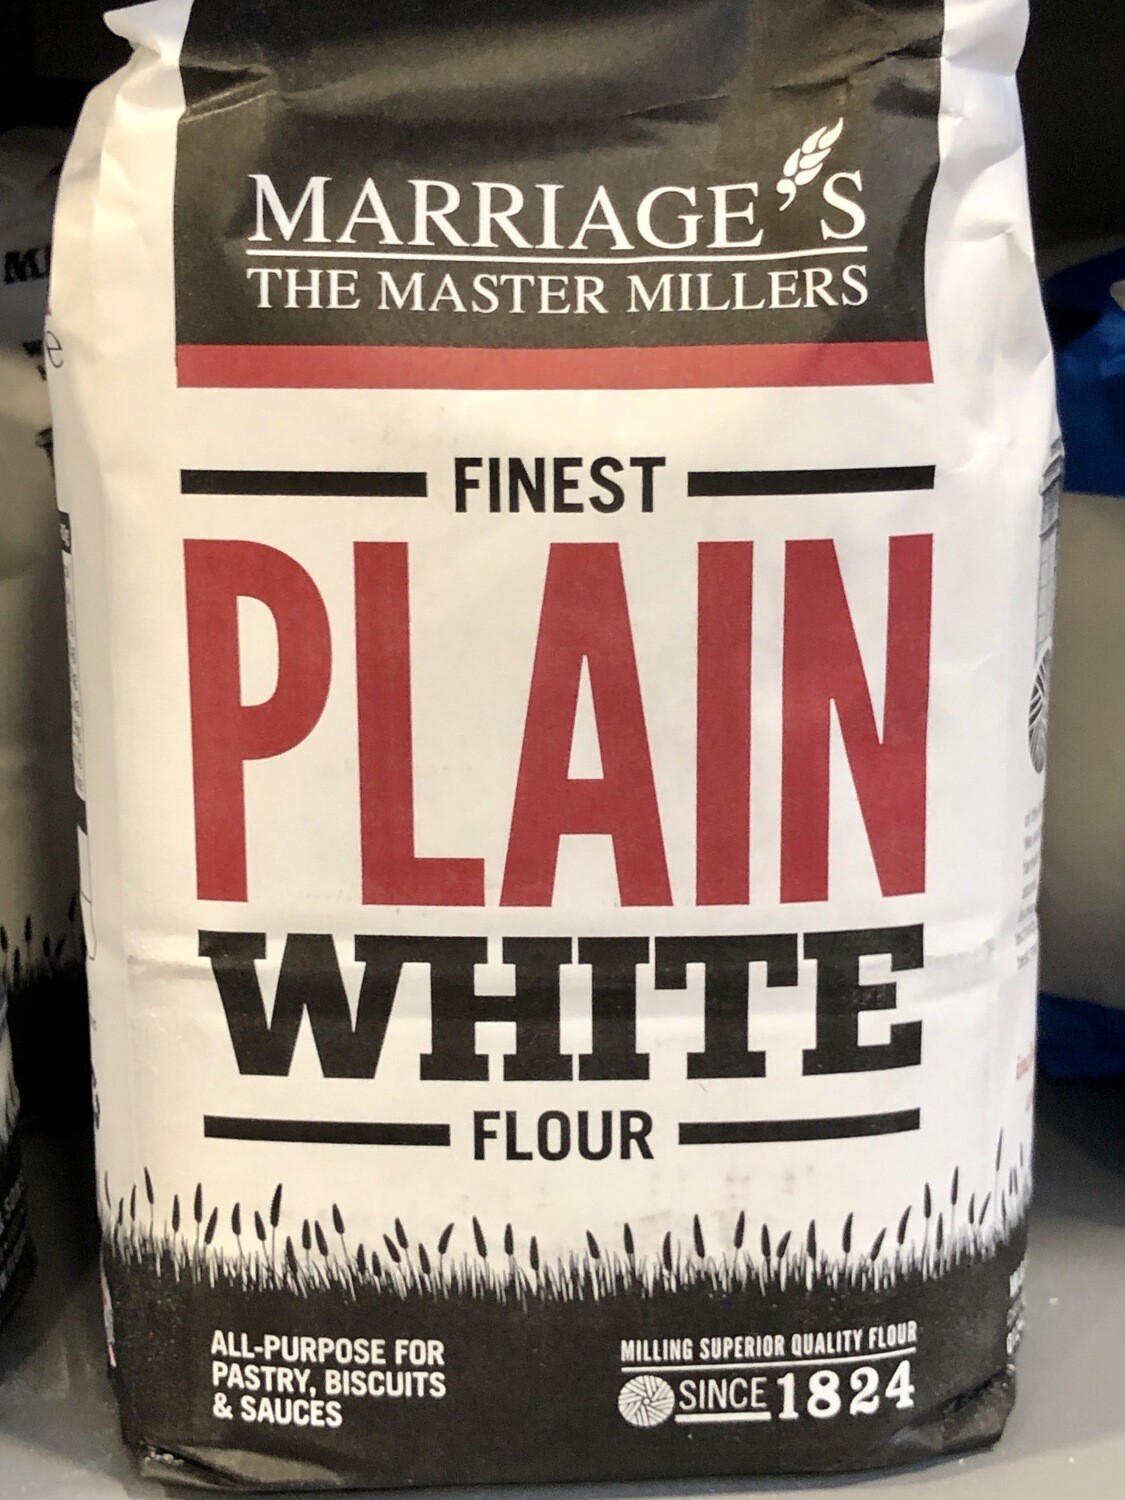 MARRIAGE'S
THE MASTER MILLERS
FINEST
PLAIN
WHITE
FLOUR
ALL-PURPOSE FOR
PASTRY, BISCUITS
& SAUCES
MILLING SUPERIOR QUALITY FLOUR
SINCE 1824